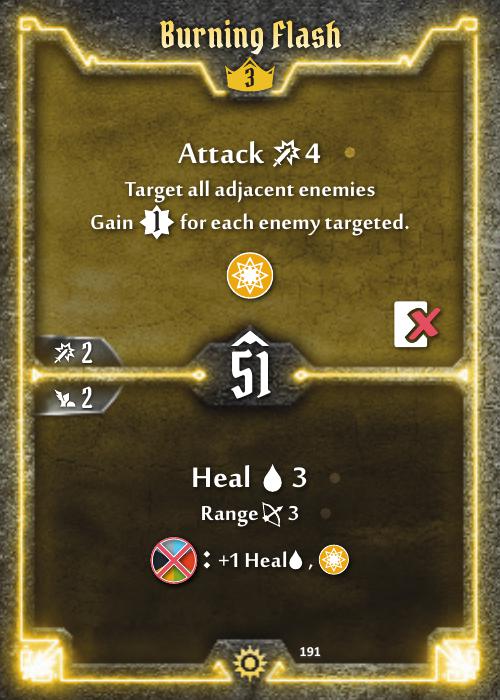 Burning Flash
3
Attack 4
Target all adjacent enemies
Gain 1 for each enemy targeted.
2
51
2
Heal 3
Range 3
: +1 Heal ,
191